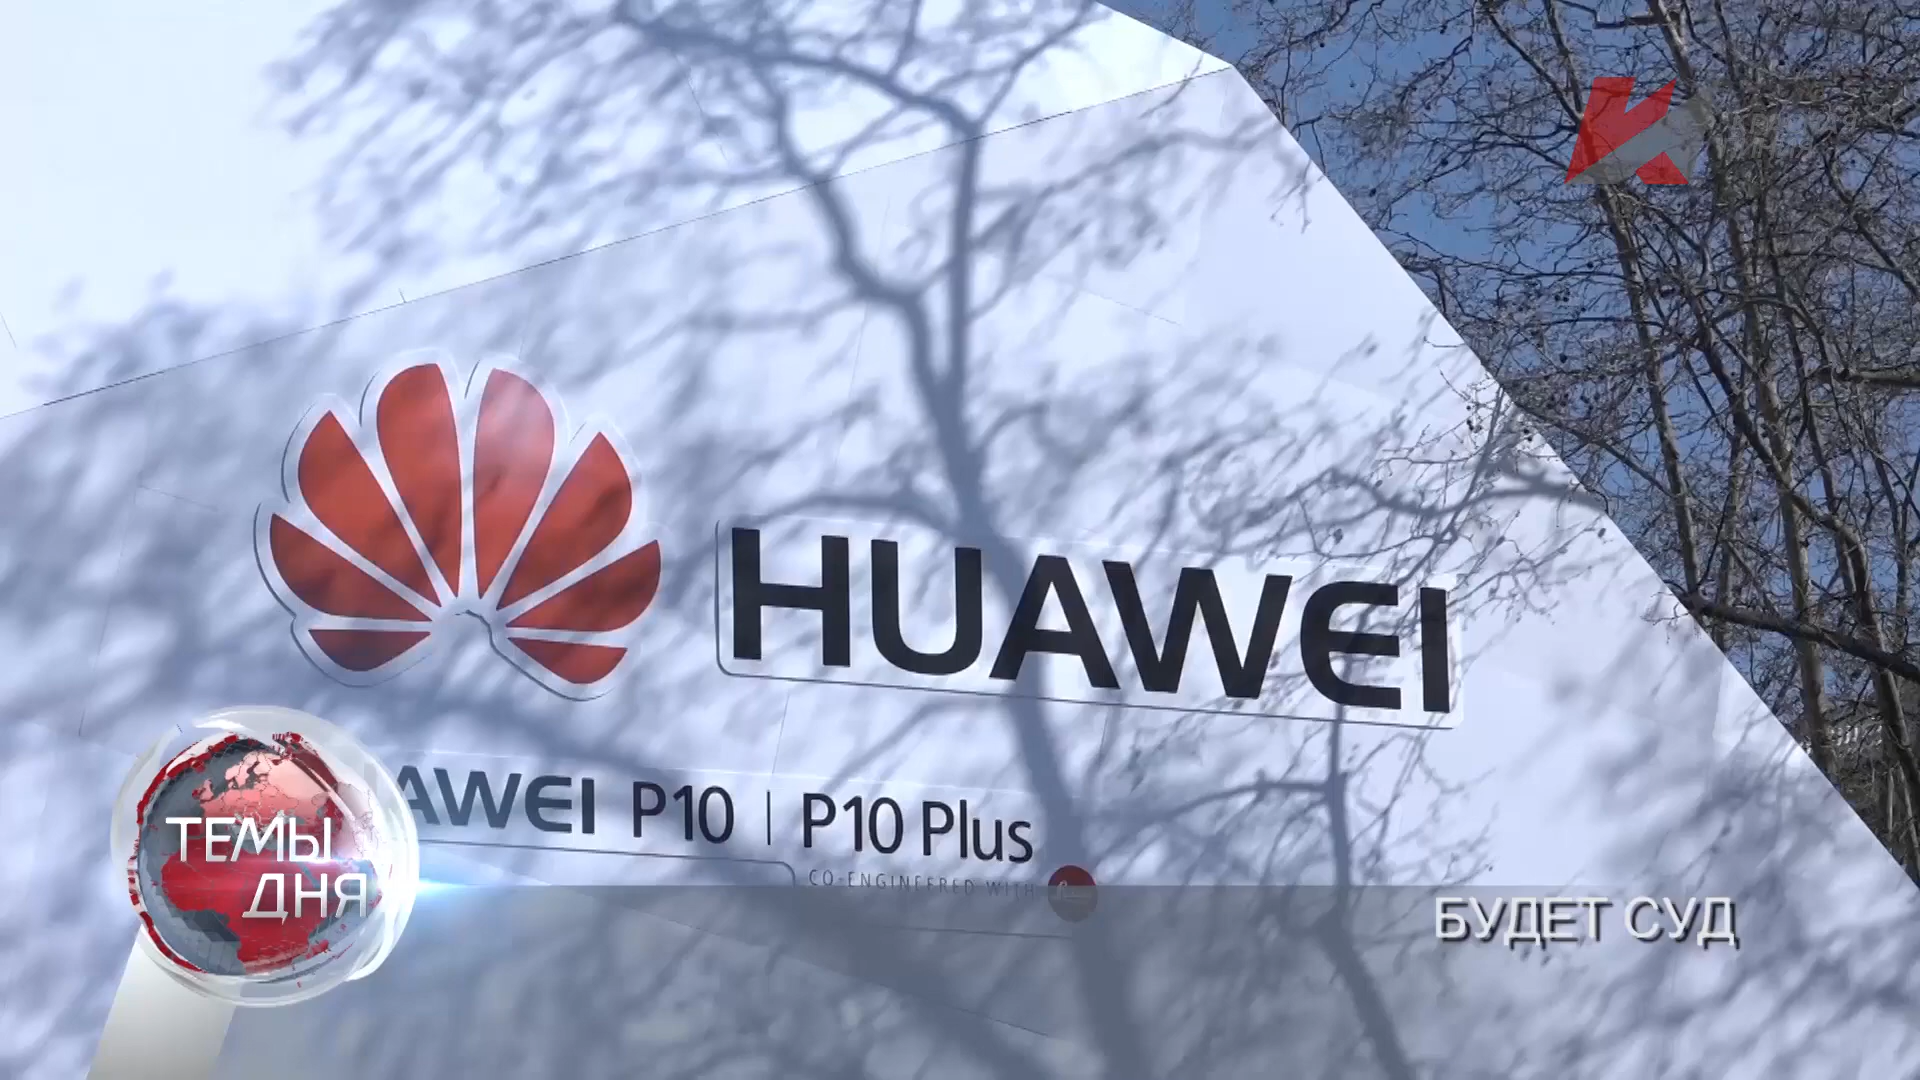 HUAWEI
AWEI P10 | P10 Plus
CO-ENGINEERED WITH
ТЕМЫ
ДНЯ
БУДЕТ СУД